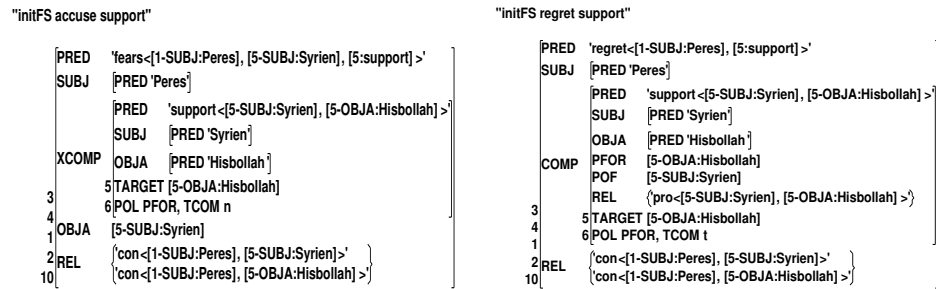 "initFS accuse support"
PRED 'fears<[1-SUBJ:Peres], [5-SUBJ:Syrien], [5:support] >'
SUBJ [PRED 'Peres']
PRED 'support<[5-SUBJ:Syrien], [5-OBJA:Hisbollah] >'
SUBJ [PRED 'Syrien']
XCOMP OBJA [PRED 'Hisbollah']
5 TARGET [5-OBJA:Hisbollah]
3
6 POL PFOR, TCOM n
4
1 OBJA [5-SUBJ:Syrien]
2 REL {'con<[1-SUBJ:Peres], [5-SUBJ:Syrien]>'
10 'con<[1-SUBJ:Peres], [5-OBJA:Hisbollah] >'}
"initFS regret support"
PRED 'regret<[1-SUBJ:Peres], [5:support] >'
SUBJ [PRED 'Peres']
PRED 'support<[5-SUBJ:Syrien], [5-OBJA:Hisbollah] >'
SUBJ [PRED 'Syrien']
OBJA [PRED 'Hisbollah']
COMP PFOR [5-OBJA:Hisbollah]
POF [5-SUBJ:Syrien]
REL {'pro<[5-SUBJ:Syrien], [5-OBJA:Hisbollah] >'}
3
5 TARGET [5-OBJA:Hisbollah]
4
6 POL PFOR, TCOM t
1
2 REL {'con<[1-SUBJ:Peres], [5-SUBJ:Syrien]>'
10 'con<[1-SUBJ:Peres], [5-OBJA:Hisbollah] >'}